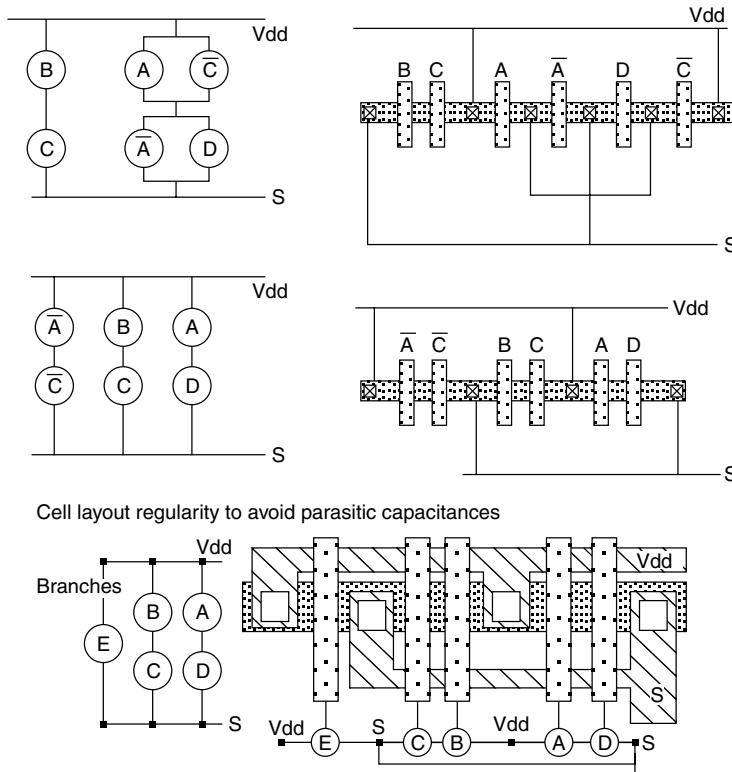 Vdd
B A C̅
C A̅ D
S
Vdd
B C A A̅ D C̅
S
Vdd
A̅ B A
C̅ C D
S
Vdd
A̅ C̅ B C A D
S
Cell layout regularity to avoid parasitic capacitances
Vdd
Branches
B A
E
C D
S
Vdd
S
Vdd S Vdd
E C B A D S